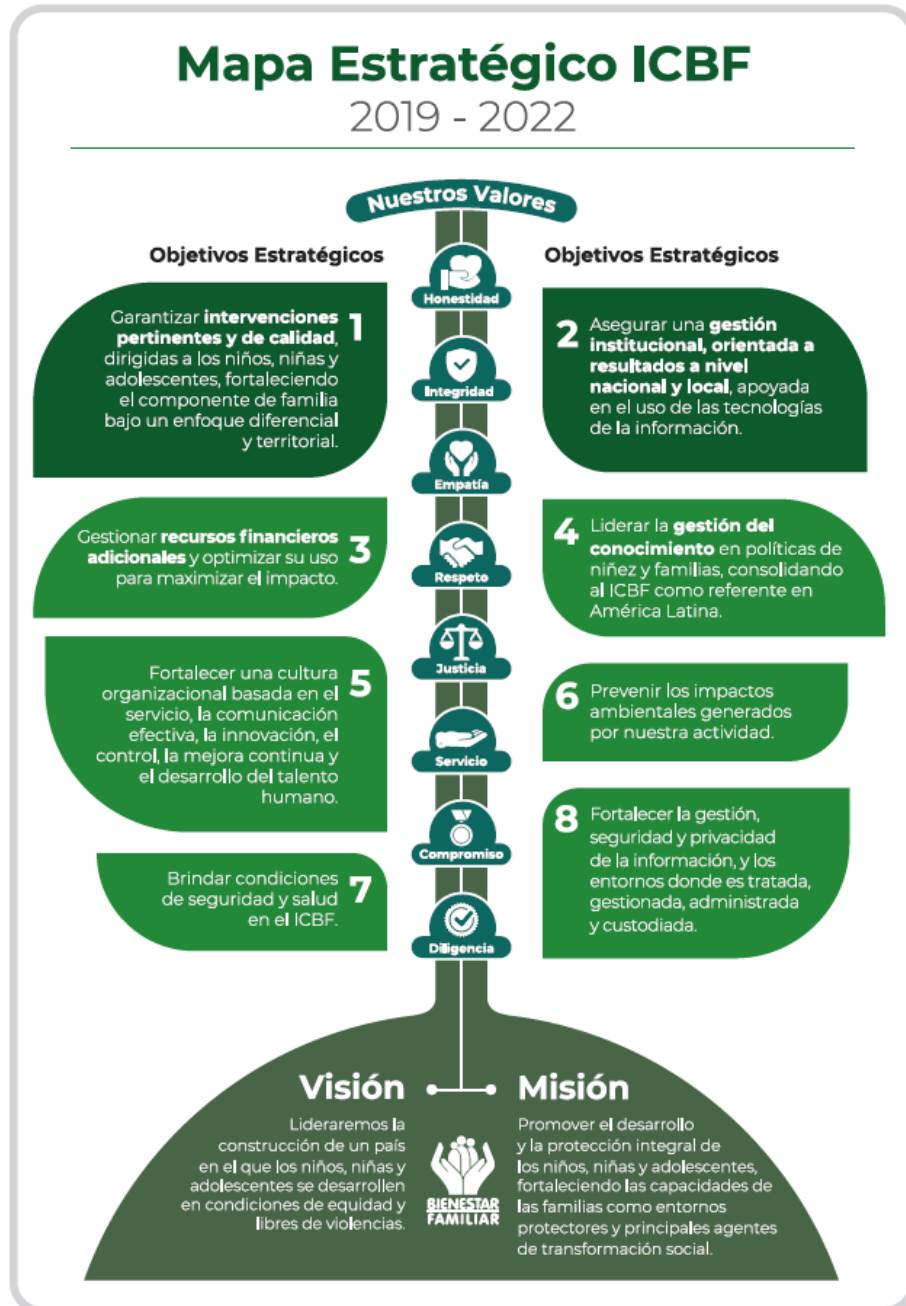 Mapa Estratégico ICBF
2019 - 2022
Nuestros Valores
Objetivos Estratégicos
Objetivos Estratégicos
Honestidad
Integridad
Empatía
Respeto
Justicia
Servicio
Compromiso
Diligencia
1
Garantizar intervenciones
pertinentes y de calidad,
dirigidas a los niños, niñas y
adolescentes, fortaleciendo
el componente de familia
bajo un enfoque diferencial
y territorial.
2
Asegurar una gestión
institucional, orientada a
resultados a nivel
nacional y local, apoyada
en el uso de las tecnologías
de la información.
3
Gestionar recursos financieros
adicionales y optimizar su uso
para maximizar el impacto.
4
Liderar la gestión del
conocimiento en políticas de
niñez y familias, consolidando
al ICBF como referente en
América Latina.
5
Fortalecer una cultura
organizacional basada en el
servicio, la comunicación
efectiva, la innovación, el
control, la mejora continua y
el desarrollo del talento
humano.
6
Prevenir los impactos
ambientales generados
por nuestra actividad.
7
Brindar condiciones
de seguridad y salud
en el ICBF.
8
Fortalecer la gestión,
seguridad y privacidad
de la información, y los
entornos donde es tratada,
gestionada, administrada
y custodiada.
Visión
Lideraremos la
construcción de un país
en el que los niños, niñas y
adolescentes se desarrollen
en condiciones de equidad y
libres de violencias.
BIENESTAR
FAMILIAR
Misión
Promover el desarrollo
y la protección integral de
los niños, niñas y adolescentes,
fortaleciendo las capacidades de
las familias como entornos
protectores y principales agentes
de transformación social.